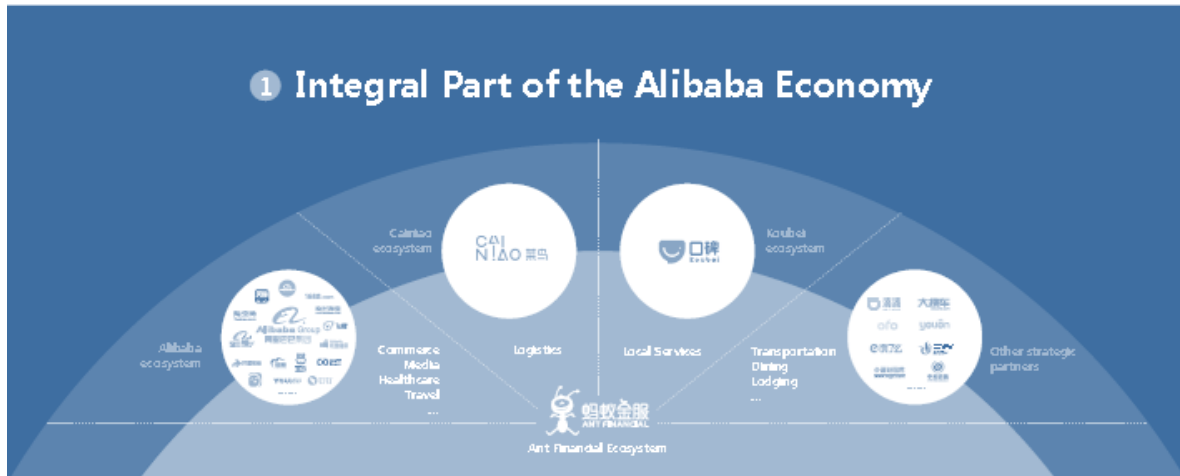 1 Integral Part of the Alibaba Economy
Cainiao
ecosystem
CAI
NIAO 菜鸟
口碑
Koubei
Koubei
ecosystem
Alibaba
ecosystem
1688.com
Alibaba Group
阿里巴巴集团
Commerce
Media
Healthcare
Travel
...
Logistics
Local Services
Transportation
Dining
Lodging
...
大搜车
ofo
Other strategic
partners
蚂蚁金服
ANT FINANCIAL
Ant Financial Ecosystem